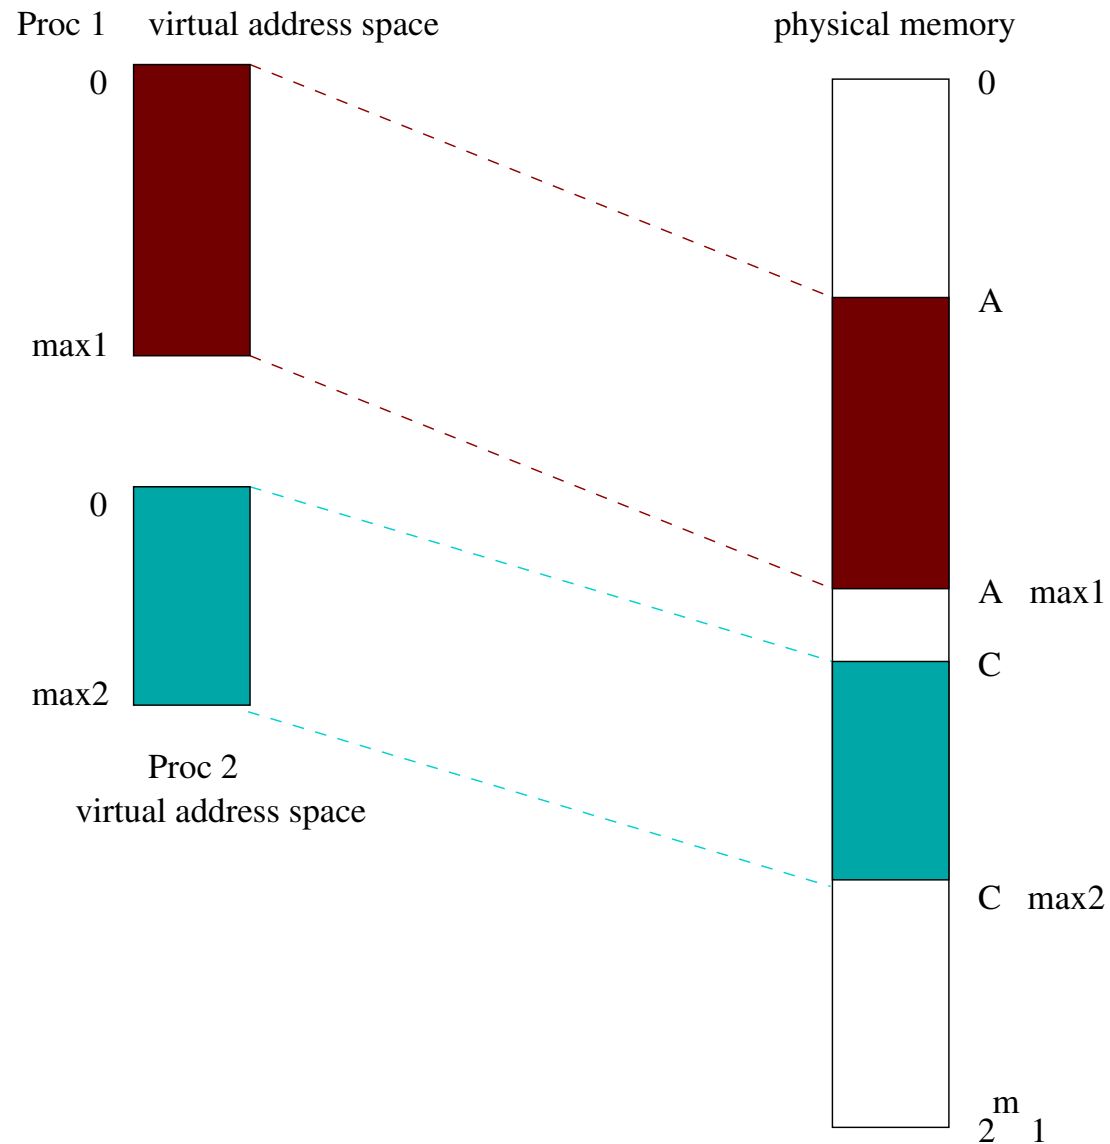 Proc 1 virtual address space
physical memory
0
0
A
max1
0
A max1
C
max2
Proc 2
virtual address space
C max2
2^m 1